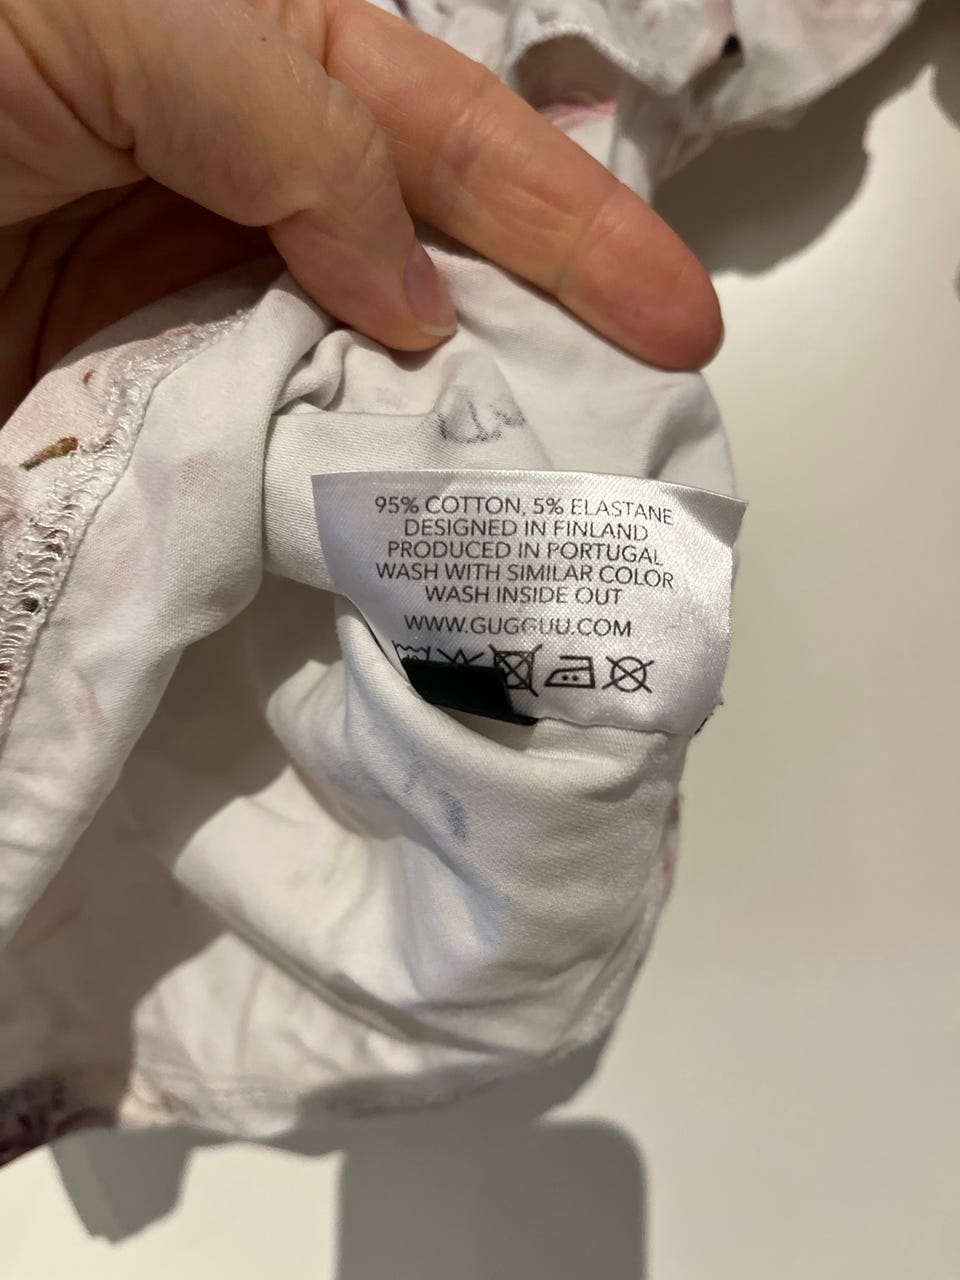 95% COTTON, 5% ELASTANE
DESIGNED IN FINLAND
PRODUCED IN PORTUGAL
WASH WITH SIMILAR COLOR
WASH INSIDE OUT
WWW.GUGGUU.COM